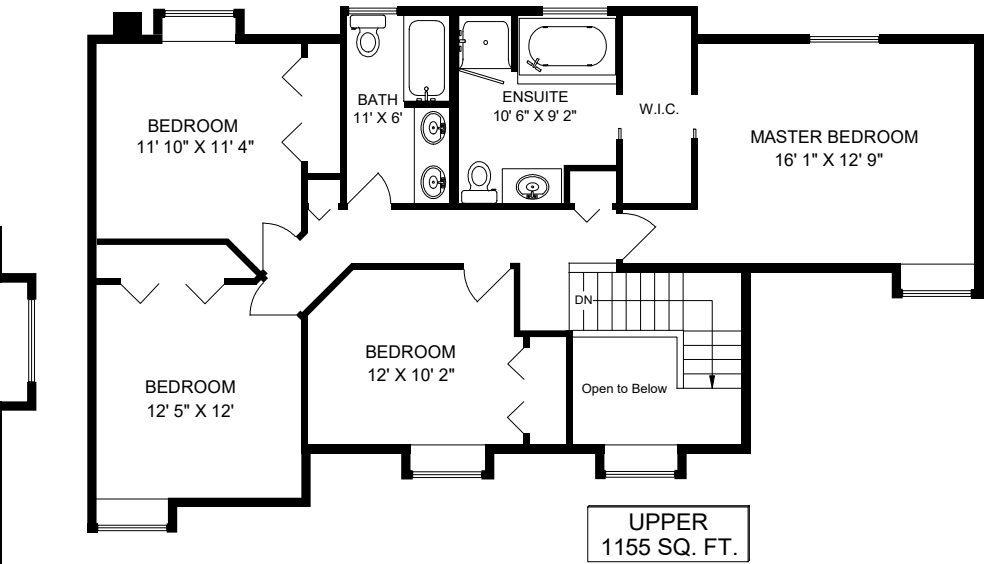 BEDROOM
11' 10" X 11' 4"
BATH
11' X 6'
ENSUITE
10' 6" X 9' 2"
W.I.C.
MASTER BEDROOM
16' 1" X 12' 9"
DN
BEDROOM
12' 5" X 12'
BEDROOM
12' X 10' 2"
Open to Below
UPPER
1155 SQ. FT.